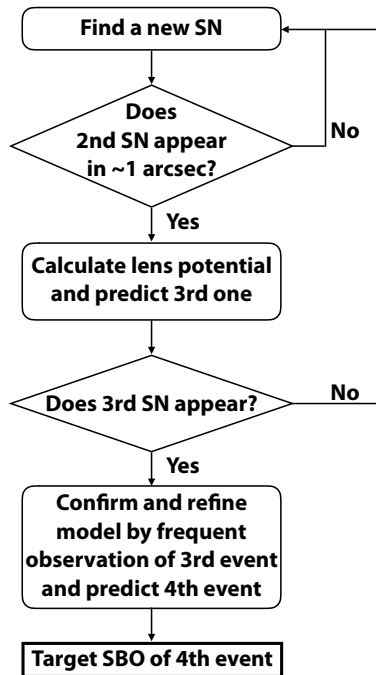 Find a new SN
Does
2nd SN appear
in ~1 arcsec?
No
Yes
Calculate lens potential
and predict 3rd one
Does 3rd SN appear?
No
Yes
Confirm and refine
model by frequent
observation of 3rd event
and predict 4th event
Target SBO of 4th event